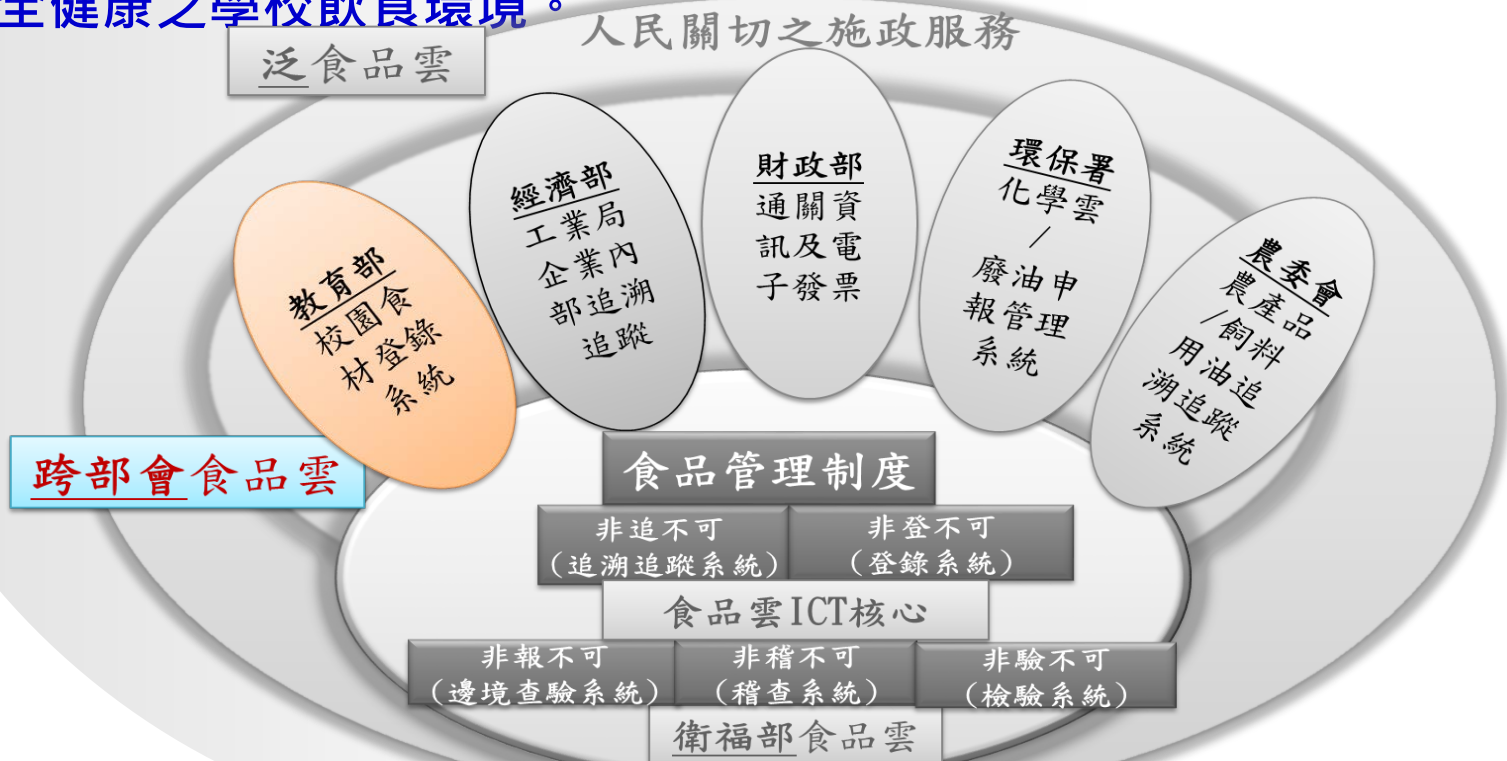 全健康之學校飲食環境。
人民關切之施政服務
泛食品雲
教育部
校園食
材登錄
系統
經濟部
工業局
企業內
部追溯
追蹤
財政部
通關資
訊及電
子發票
環保署
化學雲
/
廢油申
報管理
系統
農委會
農產品
/飼料
用油追
溯追蹤
系統
跨部會食品雲
食品管理制度
非追不可
(追溯追蹤系統)
非登不可
(登錄系統)
食品雲ICT核心
非報不可
(邊境查驗系統)
非稽不可
(稽查系統)
非驗不可
(檢驗系統)
衛福部食品雲